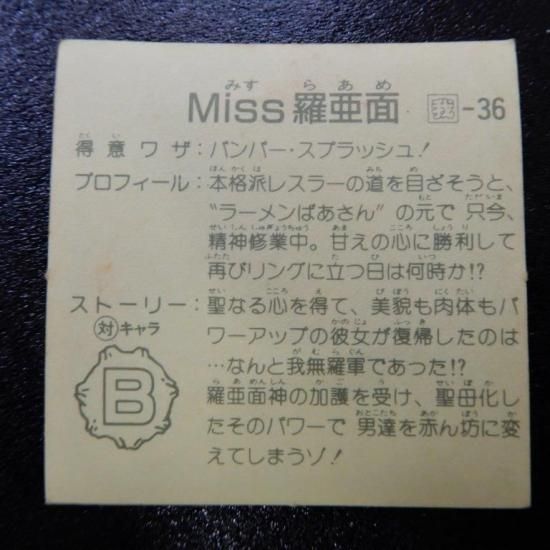 みす らあめ
Miss羅亜面 -36
とくい
得意ワザ：バンバー・スプラッシュ！
ほんかくは みち め
プロフィール：本格派レスラーの道を目ざそうと、
もと ただいま
“ラーメンばあさん”の元で只今、
せいしんしゅぎょうちゅう あま こころ しょうり
精神修業中。甘えの心に勝利して
ふたた た ひ いつ
再びリングに立つ日は何時か!?
せい こころ え びぼう にくたい
ストーリー：聖なる心を得て、美貌も肉体もパ
かのじょ ふっき
ワーアップの彼女が復帰したのは
がむらぐん
…なんと我無羅軍であった!?
らあめんしん かご う せいぼか
羅亜面神の加護を受け、聖母化し
おとこたち あか ぼう か
たそのパワーで男達を赤ん坊に変
えてしまうゾ！
対キャラ
B